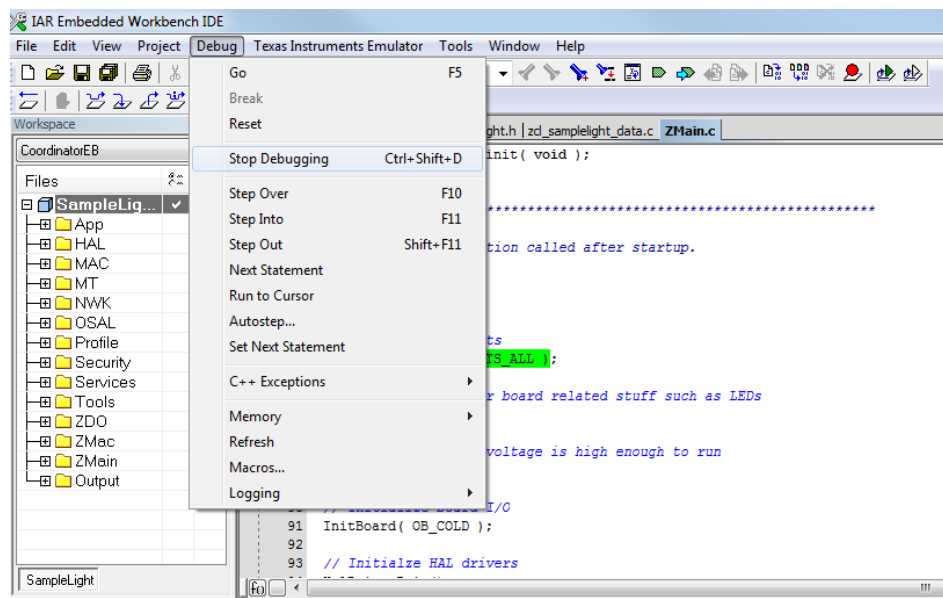 IAR Embedded Workbench IDE
File Edit View Project Debug Texas Instruments Emulator Tools Window Help
Workspace
CoordinatorEB
Files
SampleLig...
App
HAL
MAC
MT
NWK
OSAL
Profile
Security
Services
Tools
ZDO
ZMac
ZMain
Output
SampleLight
Go F5
Break
Reset
Stop Debugging Ctrl+Shift+D
Step Over F10
Step Into F11
Step Out Shift+F11
Next Statement
Run to Cursor
Autostep...
Set Next Statement
C++ Exceptions
Memory
Refresh
Macros...
Logging
ght.h | zcl_samplelight_data.c ZMain.c
init( void );
************************************************
tion called after startup.
ts
TS_ALL );
r board related stuff such as LEDs
voltage is high enough to run
91 InitBoard( OB_COLD );
92
93 // Initialze HAL drivers
f()